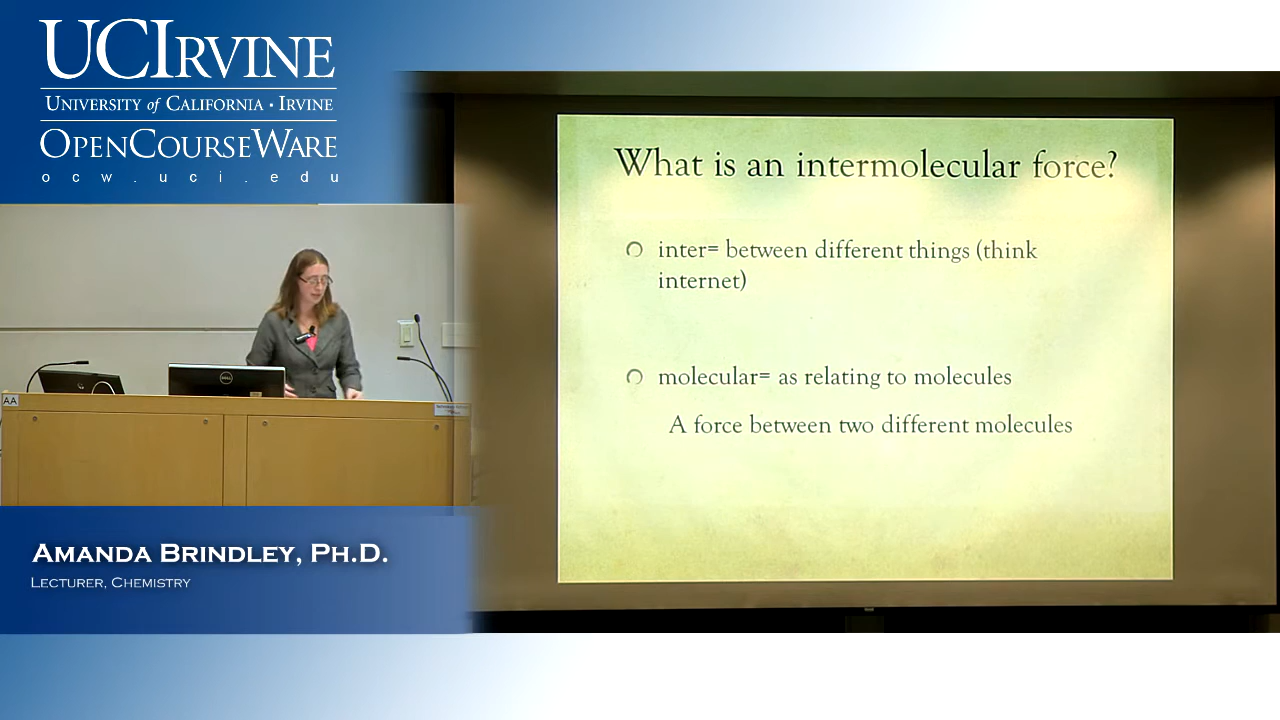 UCIRVINE
UNIVERSITY of CALIFORNIA · IRVINE
OPENCOURSEWARE
ocw.uci.edu
What is an intermolecular force?
inter= between different things (think
internet)
molecular= as relating to molecules
A force between two different molecules
AA
DELL
AMANDA BRINDLEY, PH.D.
LECTURER, CHEMISTRY